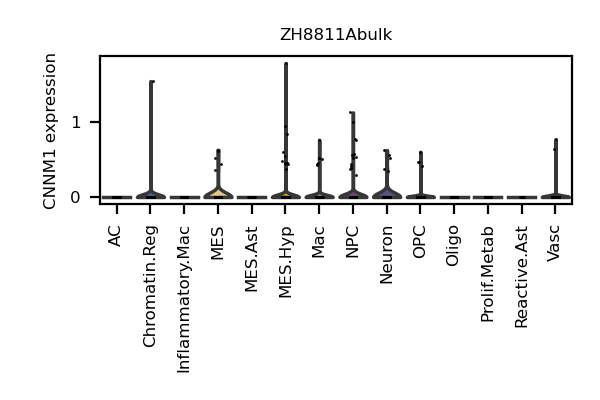 ZH8811Abulk
CNNM1 expression
1
0
AC
Chromatin.Reg
Inflammatory.Mac
MES
MES.Ast
MES.Hyp
Mac
NPC
Neuron
OPC
Oligo
Prolif.Metab
Reactive.Ast
Vasc